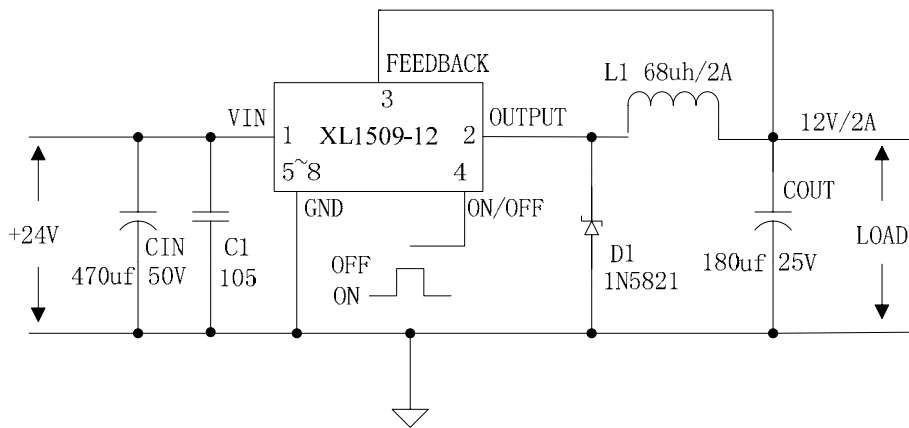 FEEDBACK
L1 68uh/2A
3
VIN
OUTPUT
12V/2A
1
XL1509-12
2
5~8
4
GND
ON/OFF
COUT
+24V
CIN
C1
OFF
D1
LOAD
470uf 50V
105
ON
1N5821
180uf 25V